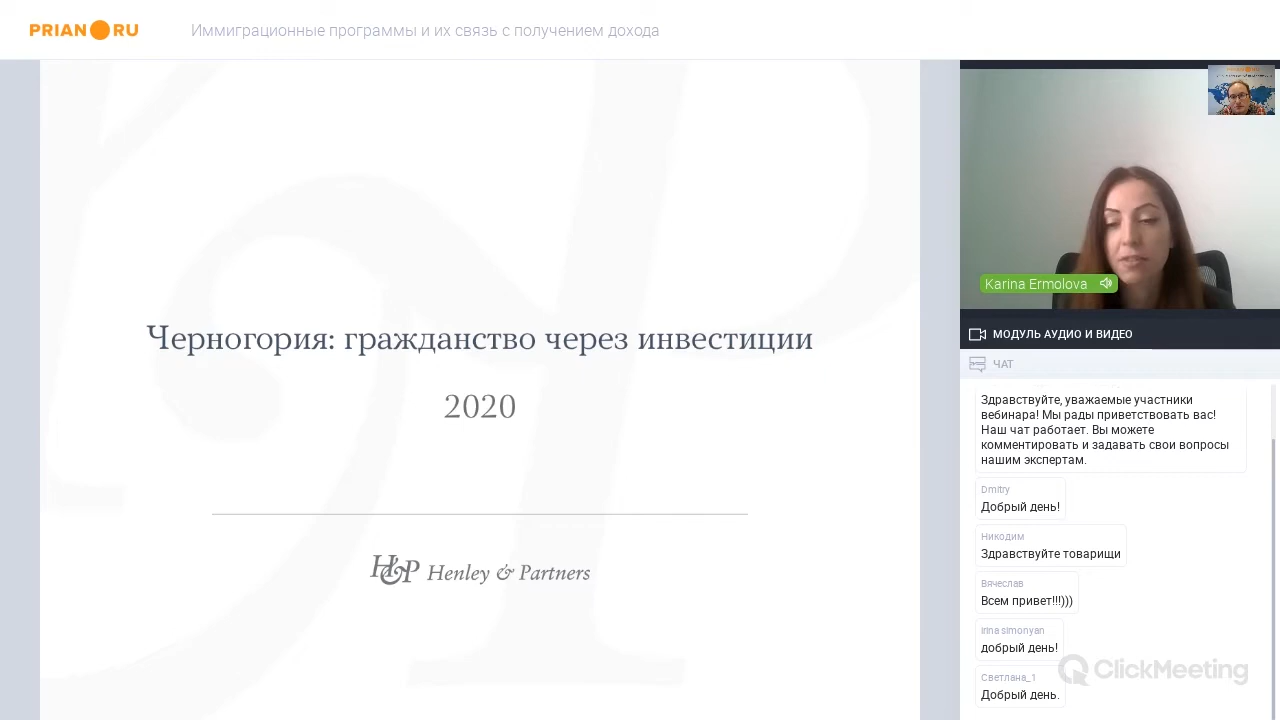 PRIAN RU
Иммиграционные программы и их связь с получением дохода
Черногория: гражданство через инвестиции
2020
H&P Henley & Partners
Karina Ermolova
МОДУЛЬ АУДИО И ВИДЕО
ЧАТ
Здравствуйте, уважаемые участники
вебинара! Мы рады приветствовать вас!
Наш чат работает. Вы можете
комментировать и задавать свои вопросы
нашим экспертам.
Dmitry
Добрый день!
Никодим
Здравствуйте товарищи
Вячеслав
Всем привет!!!)))
irina simonyan
добрый день!
Светлана_1
Добрый день.
ClickMeeting